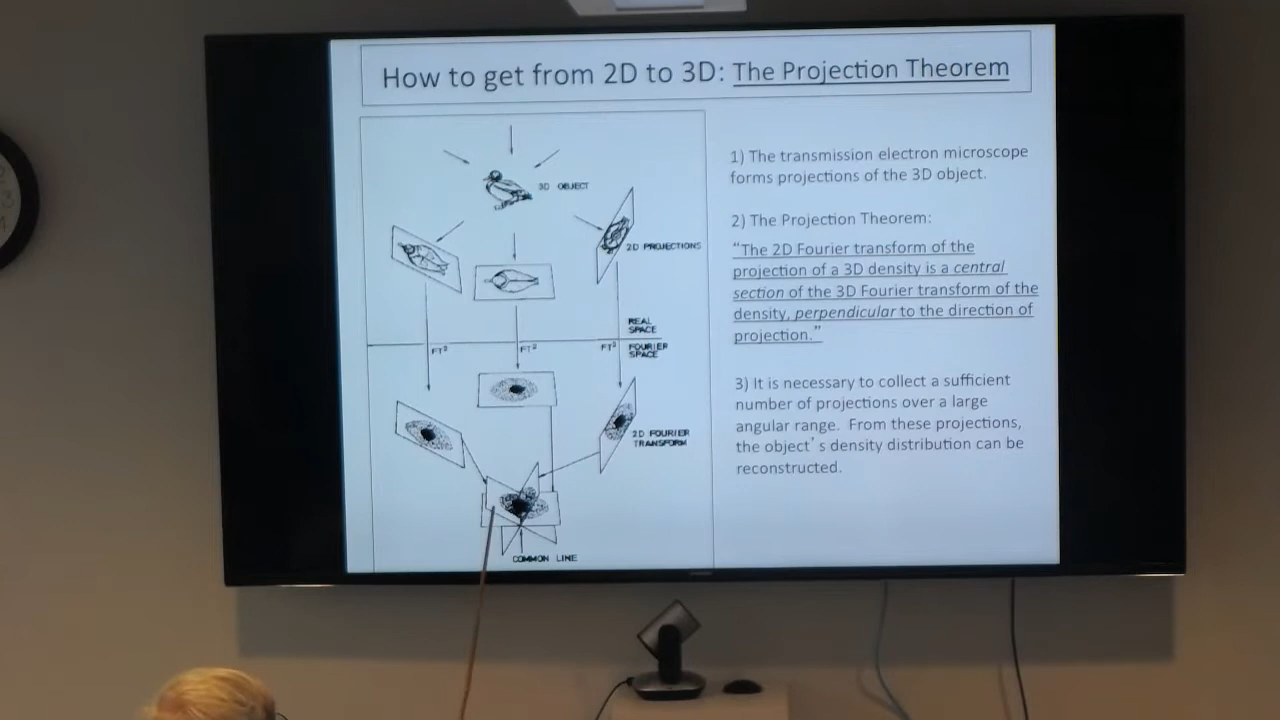 How to get from 2D to 3D: The Projection Theorem
3D OBJECT
2D PROJECTIONS
REAL
SPACE
FT² FT² FT² FOURIER
SPACE
2D FOURIER
TRANSFORM
COMMON LINE
1) The transmission electron microscope
forms projections of the 3D object.
2) The Projection Theorem:
“The 2D Fourier transform of the
projection of a 3D density is a central
section of the 3D Fourier transform of the
density, perpendicular to the direction of
projection.”
3) It is necessary to collect a sufficient
number of projections over a large
angular range. From these projections,
the object’s density distribution can be
reconstructed.